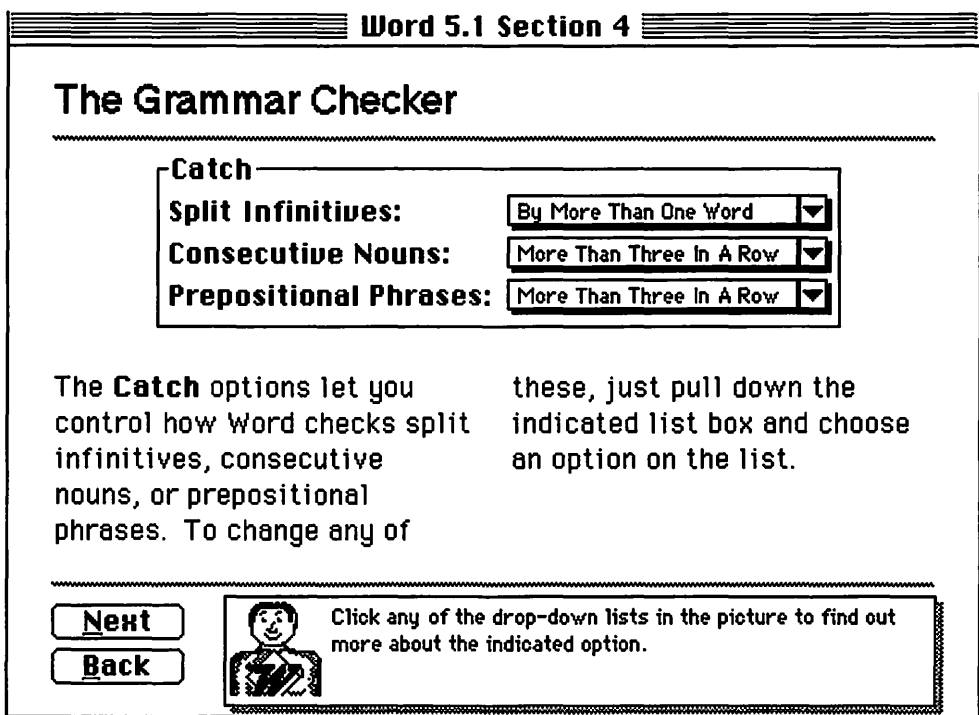 Word 5.1 Section 4
The Grammar Checker
Catch
Split Infinitives: By More Than One Word
Consecutive Nouns: More Than Three In A Row
Prepositional Phrases: More Than Three In A Row
The Catch options let you
control how Word checks split
infinitives, consecutive
nouns, or prepositional
phrases. To change any of
these, just pull down the
indicated list box and choose
an option on the list.
Next
Back
Click any of the drop-down lists in the picture to find out
more about the indicated option.